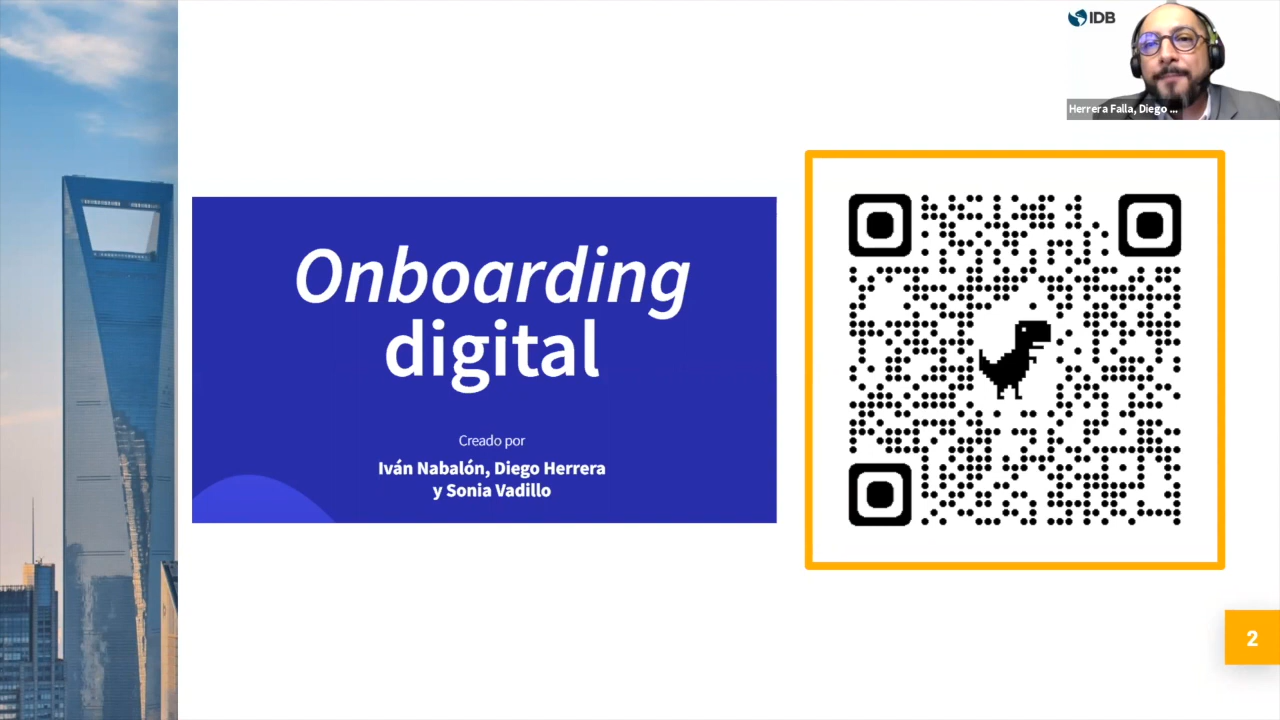 IDB
Herrera Falla, Diego ...
Onboarding
digital
Creado por
Iván Nabalón, Diego Herrera
y Sonia Vadillo
2